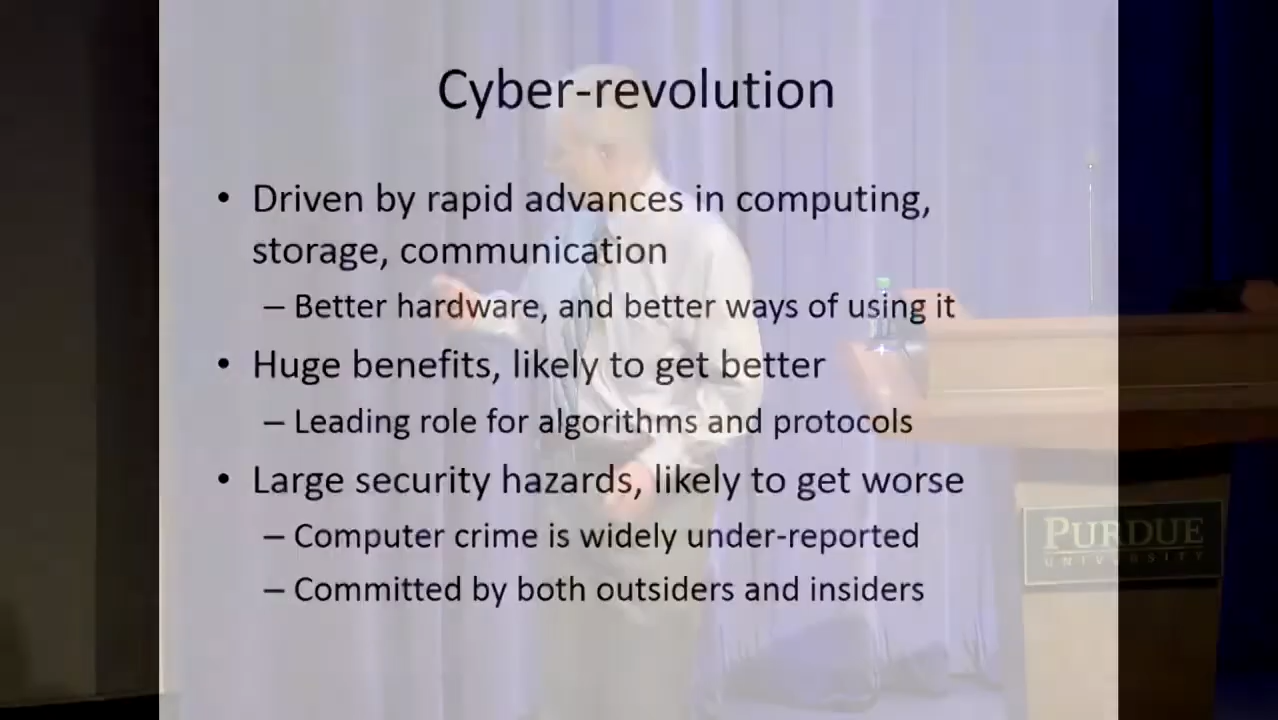 Cyber-revolution
• Driven by rapid advances in computing,
storage, communication
– Better hardware, and better ways of using it
• Huge benefits, likely to get better
– Leading role for algorithms and protocols
• Large security hazards, likely to get worse
– Computer crime is widely under-reported
– Committed by both outsiders and insiders
PURDUE
UNIVERSITY